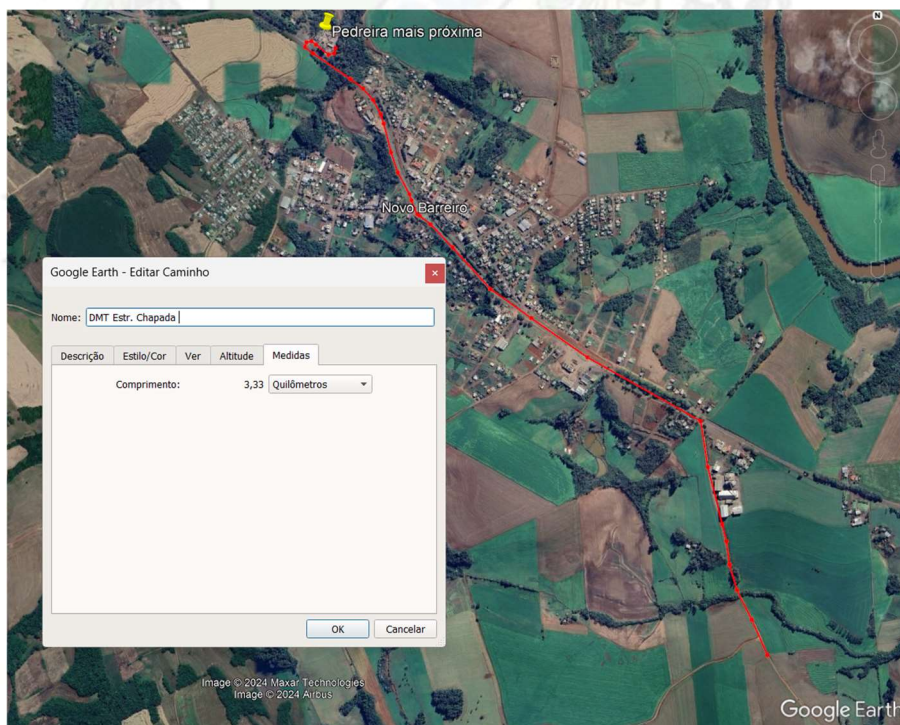 N
Pedreira mais próxima
Novo Barreiro
Google Earth - Editar Caminho
×
Nome: DMT Estr. Chapada
Descrição Estilo/Cor Ver Altitude Medidas
Comprimento: 3,33 Quilômetros
OK Cancelar
Image © 2024 Maxar Technologies
Image © 2024 Airbus
Google Earth